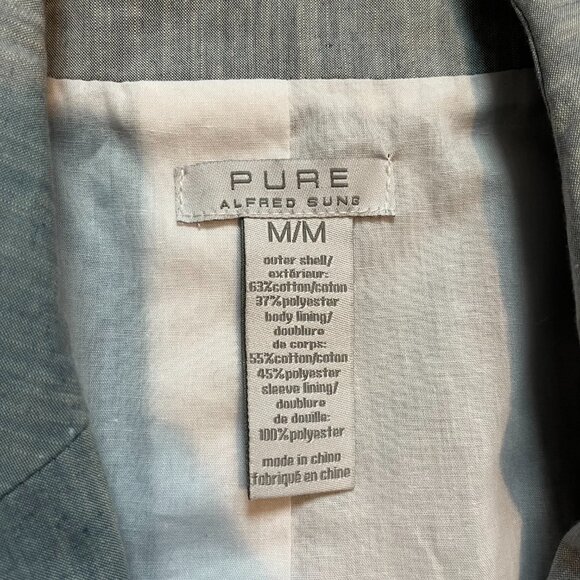 PURE
ALFRED SUNG
M/M
outer shell/
extérieur:
63%cotton/coton
37%polyester
body lining/
doublure
de corps:
55%cotton/coton
45%polyester
sleeve lining/
doublure
de douille:
100%polyester
made in china
fabriqué en chine